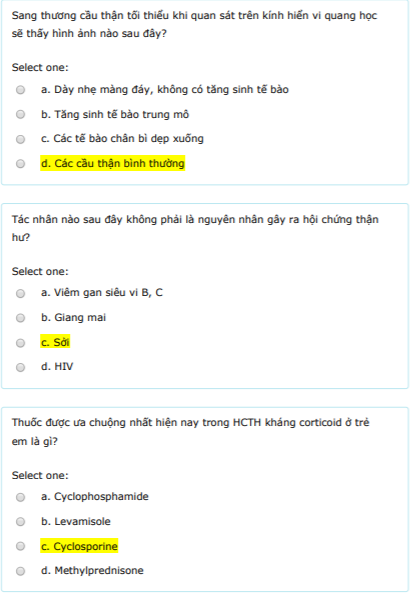 Sang thương cầu thận tối thiểu khi quan sát trên kính hiển vi quang học
sẽ thấy hình ảnh nào sau đây?
Select one:
a. Dày nhẹ màng đáy, không có tăng sinh tế bào
b. Tăng sinh tế bào trung mô
c. Các tế bào chân bì dẹp xuống
d. Các cầu thận bình thường
Tác nhân nào sau đây không phải là nguyên nhân gây ra hội chứng thận
hư?
Select one:
a. Viêm gan siêu vi B, C
b. Giang mai
c. Sởi
d. HIV
Thuốc được ưa chuộng nhất hiện nay trong HCTH kháng corticoid ở trẻ
em là gì?
Select one:
a. Cyclophosphamide
b. Levamisole
c. Cyclosporine
d. Methylprednisone